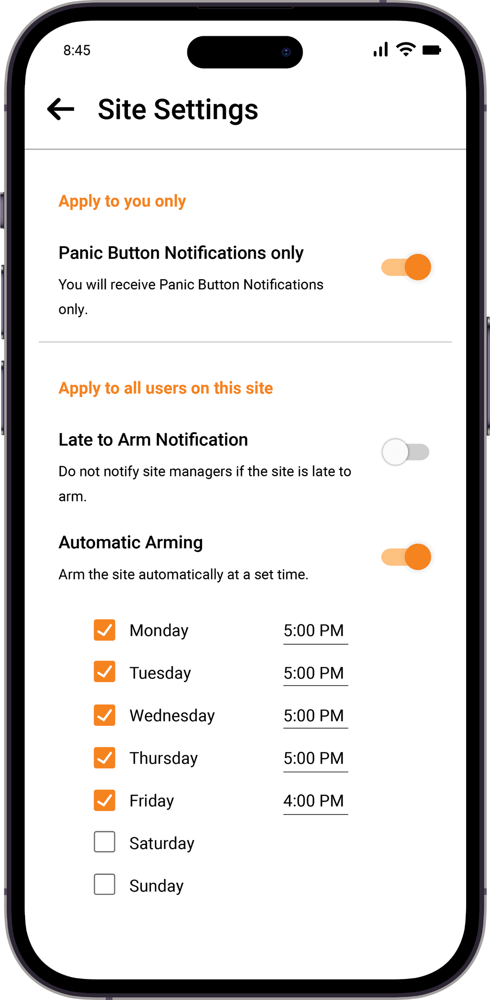 8:45
Site Settings
Apply to you only
Panic Button Notifications only
You will receive Panic Button Notifications
only.
Apply to all users on this site
Late to Arm Notification
Do not notify site managers if the site is late to
arm.
Automatic Arming
Arm the site automatically at a set time.
Monday 5:00 PM
Tuesday 5:00 PM
Wednesday 5:00 PM
Thursday 5:00 PM
Friday 4:00 PM
Saturday
Sunday